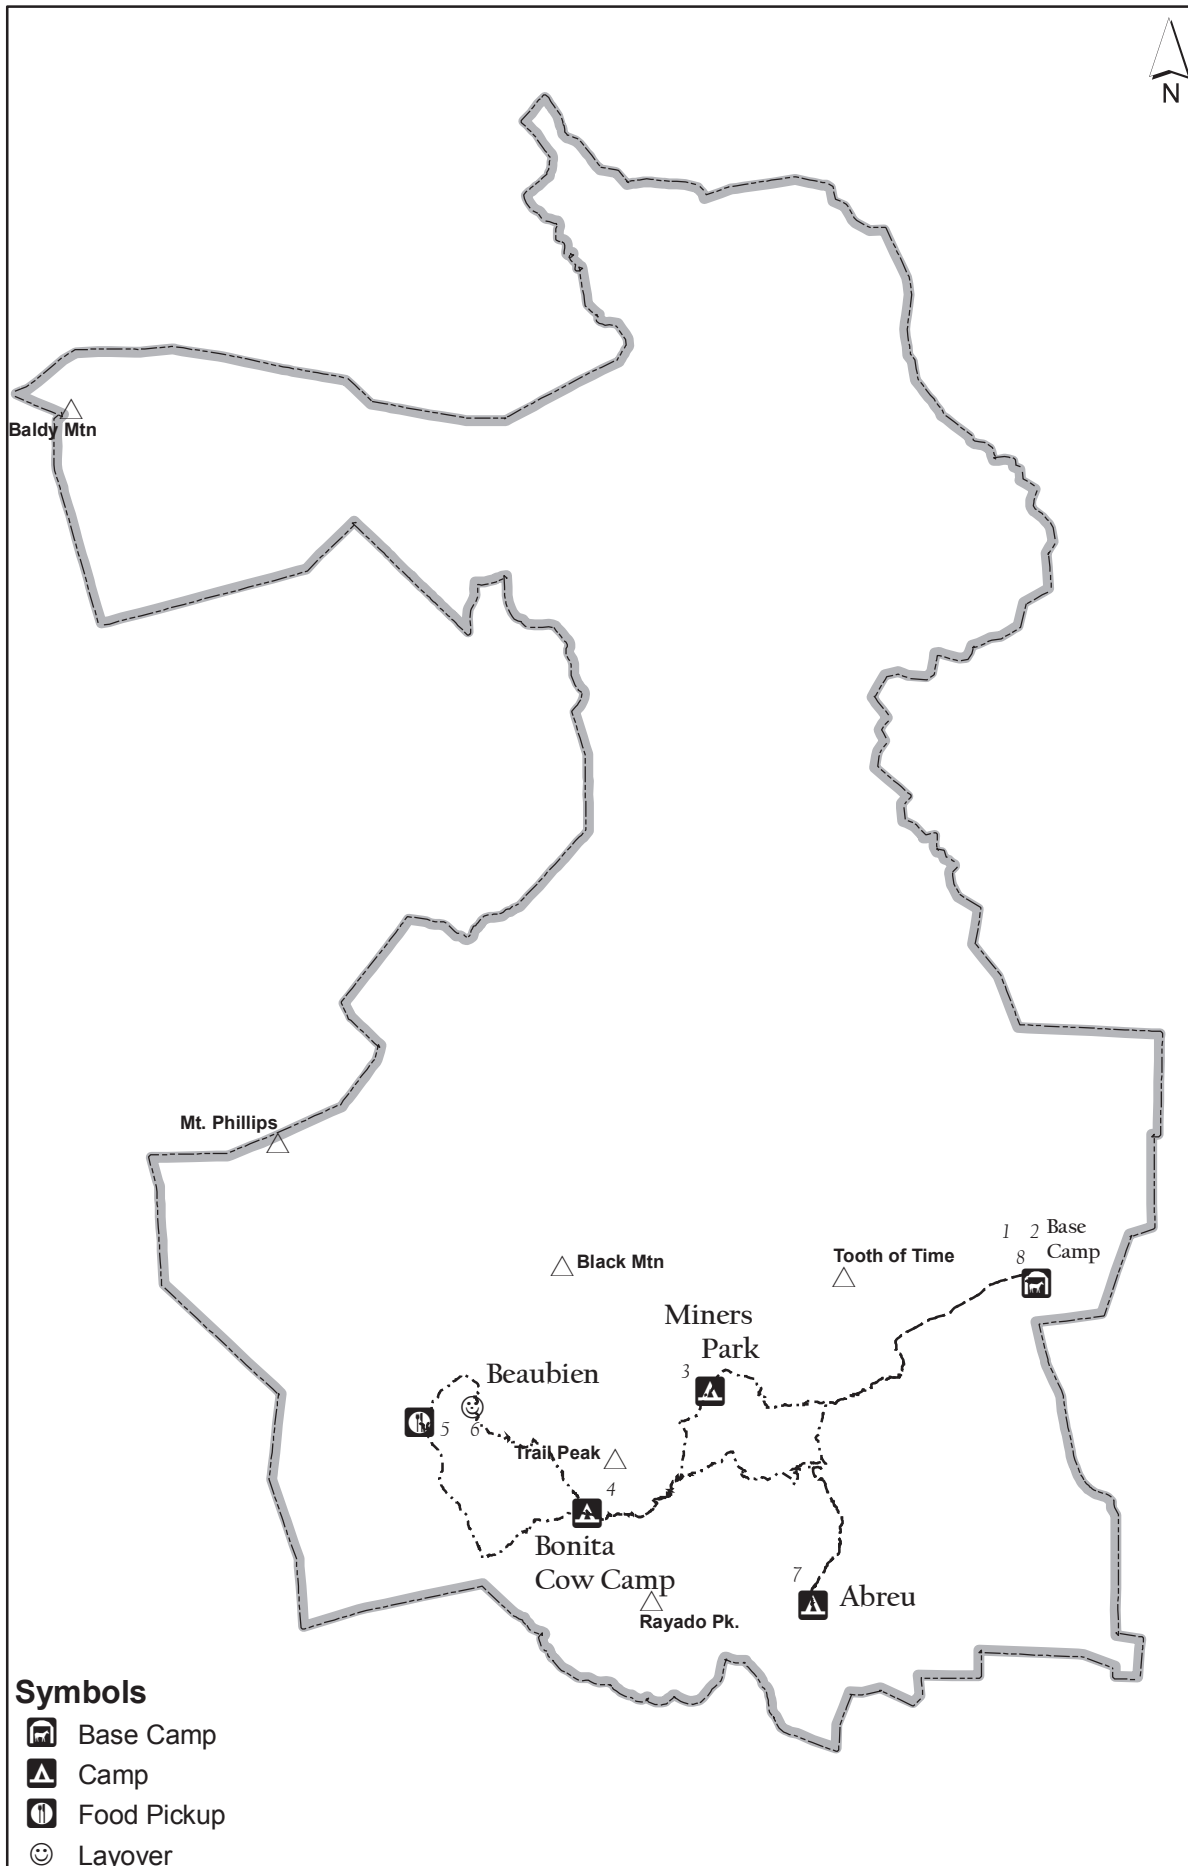 N
Baldy Mtn
Mt. Phillips
1 2 Base
8 Camp
Black Mtn
Tooth of Time
Miners
Park
3
Beaubien
5 6
Trail Peak
4
Bonita
Cow Camp
7
Abreu
Rayado Pk.
Symbols
Base Camp
Camp
Food Pickup
Layover